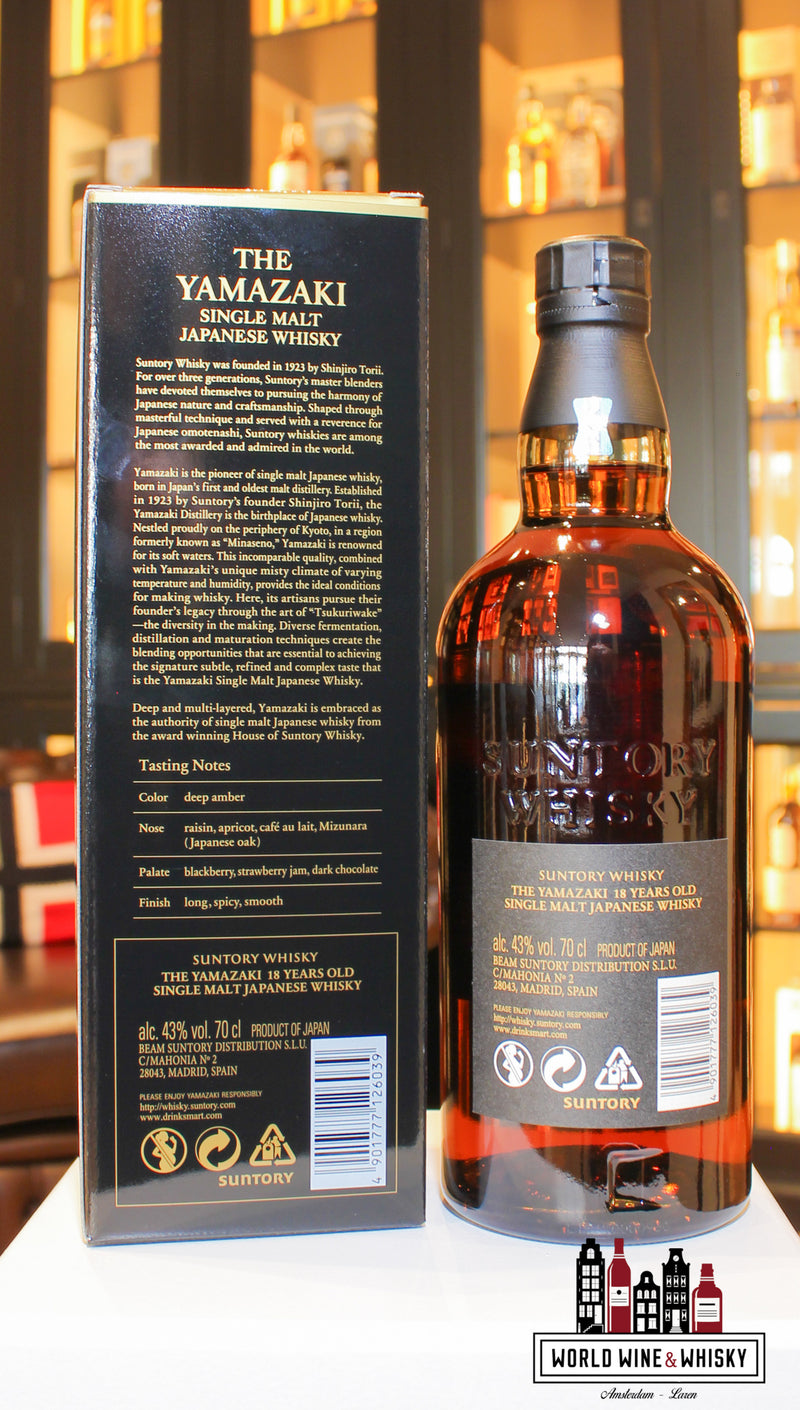 THE
YAMAZAKI
SINGLE MALT
JAPANESE WHISKY
Suntory Whisky was founded in 1923 by Shinjiro Torii.
For over three generations, Suntory's master blenders
have devoted themselves to pursuing the harmony of
Japanese nature and craftsmanship. Shaped through
masterful technique and served with a reverence for
Japanese omotenashi, Suntory whiskies are among
the most awarded and admired in the world.
Yamazaki is the pioneer of single malt Japanese whisky,
born in Japan's first and oldest malt distillery. Established
in 1923 by Suntory's founder Shinjiro Torii, the
Yamazaki Distillery is the birthplace of Japanese whisky.
Nestled proudly on the periphery of Kyoto, in a region
formerly known as “Minaseno,” Yamazaki is renowned
for its soft waters. This incomparable quality, combined
with Yamazaki's unique misty climate of varying
temperature and humidity, provides the ideal conditions
for making whisky. Here, its artisans pursue their
founder's legacy through the art of “Tsukuriwake”
—the diversity in the making. Diverse fermentation,
distillation and maturation techniques create the
blending opportunities that are essential to achieving
the signature subtle, refined and complex taste that
is the Yamazaki Single Malt Japanese Whisky.
Deep and multi-layered, Yamazaki is embraced as
the authority of single malt Japanese whisky from
the award winning House of Suntory Whisky.
Tasting Notes
Color deep amber
Nose raisin, apricot, café au lait, Mizunara
(Japanese oak)
Palate blackberry, strawberry jam, dark chocolate
Finish long, spicy, smooth
SUNTORY WHISKY
THE YAMAZAKI 18 YEARS OLD
SINGLE MALT JAPANESE WHISKY
alc. 43% vol. 70 cl PRODUCT OF JAPAN
BEAM SUNTORY DISTRIBUTION S.L.U.
C/MAHONIA Nº 2
28043, MADRID, SPAIN
PLEASE ENJOY YAMAZAKI RESPONSIBLY
http://whisky.suntory.com
www.drinksmart.com
SUNTORY
4 901777 126039
SUNTORY
WHISKY
SUNTORY WHISKY
THE YAMAZAKI 18 YEARS OLD
SINGLE MALT JAPANESE WHISKY
alc. 43% vol. 70 cl PRODUCT OF JAPAN
BEAM SUNTORY DISTRIBUTION S.L.U.
C/MAHONIA Nº 2
28043, MADRID, SPAIN
PLEASE ENJOY YAMAZAKI RESPONSIBLY
http://whisky.suntory.com
www.drinksmart.com
SUNTORY
4 901777 126039
WORLD WINE & WHISKY
Amsterdam - Laren